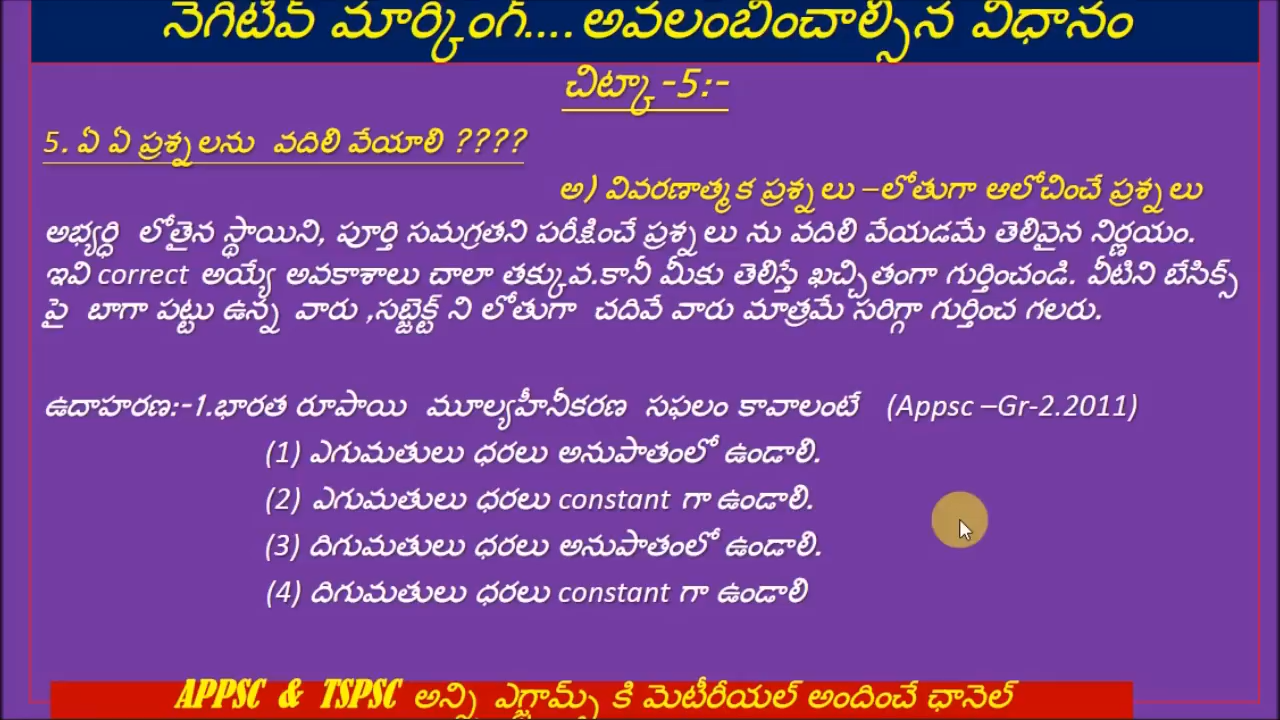 నెగిటివ్ మార్కింగ్....అవలంబించాల్సిన విధానం
చిట్కా -5:-
5. ఏ ఏ ప్రశ్నలను వదిలి వేయాలి ????
అ) వివరణాత్మక ప్రశ్నలు –లోతుగా ఆలోచించే ప్రశ్నలు
అభ్యర్ధి లోతైన స్థాయిని, పూర్తి సమగ్రతని పరీక్షించే ప్రశ్నలు ను వదిలి వేయడమే తెలివైన నిర్ణయం.
ఇవి correct అయ్యే అవకాశాలు చాలా తక్కువ.కానీ మీకు తెలిస్తే ఖచ్చితంగా గుర్తించండి. వీటిని బేసిక్స్
పై బాగా పట్టు ఉన్న వారు ,సబ్జెక్ట్ ని లోతుగా చదివే వారు మాత్రమే సరిగ్గా గుర్తించ గలరు.
ఉదాహరణ:-1.భారత రూపాయి మూల్యహీనీకరణ సఫలం కావాలంటే (Appsc –Gr-2.2011)
(1) ఎగుమతులు ధరలు అనుపాతంలో ఉండాలి.
(2) ఎగుమతులు ధరలు constant గా ఉండాలి.
(3) దిగుమతులు ధరలు అనుపాతంలో ఉండాలి.
(4) దిగుమతులు ధరలు constant గా ఉండాలి
APPSC & TSPSC అన్ని ఎగ్జామ్స్ కి మెటీరీయల్ అందించే ఛానెల్